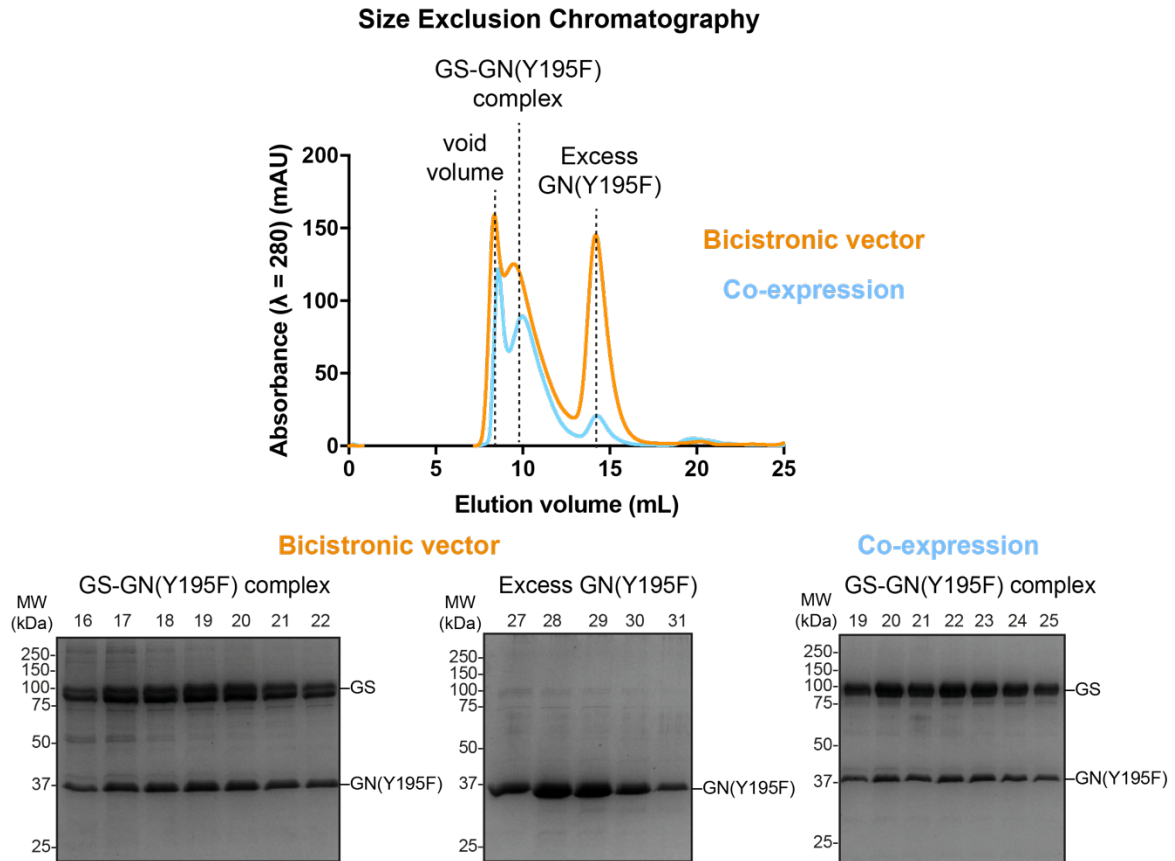 Size Exclusion Chromatography
GS-GN(Y195F)
complex
void
volume
Excess
GN(Y195F)
200
150
100
50
0
Absorbance (λ = 280) (mAU)
0 5 10 15 20 25
Elution volume (mL)
Bicistronic vector
Co-expression
Bicistronic vector
GS-GN(Y195F) complex
MW
(kDa)
16 17 18 19 20 21 22
250-
150-
100-
75-
50-
37-
25-
-GS
-GN(Y195F)
Excess GN(Y195F)
MW
(kDa)
27 28 29 30 31
250-
150-
100-
75-
50-
37-
25-
-GN(Y195F)
Co-expression
GS-GN(Y195F) complex
MW
(kDa)
19 20 21 22 23 24 25
250-
150-
100-
75-
50-
37-
25-
-GS
-GN(Y195F)